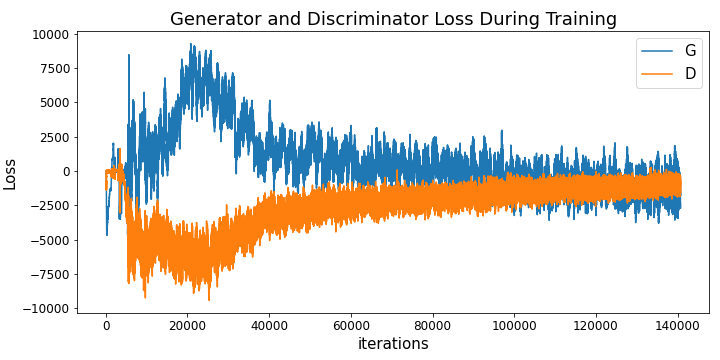 Generator and Discriminator Loss During Training
G
D
Loss
10000
7500
5000
2500
0
−2500
−5000
−7500
−10000
0 20000 40000 60000 80000 100000 120000 140000
iterations